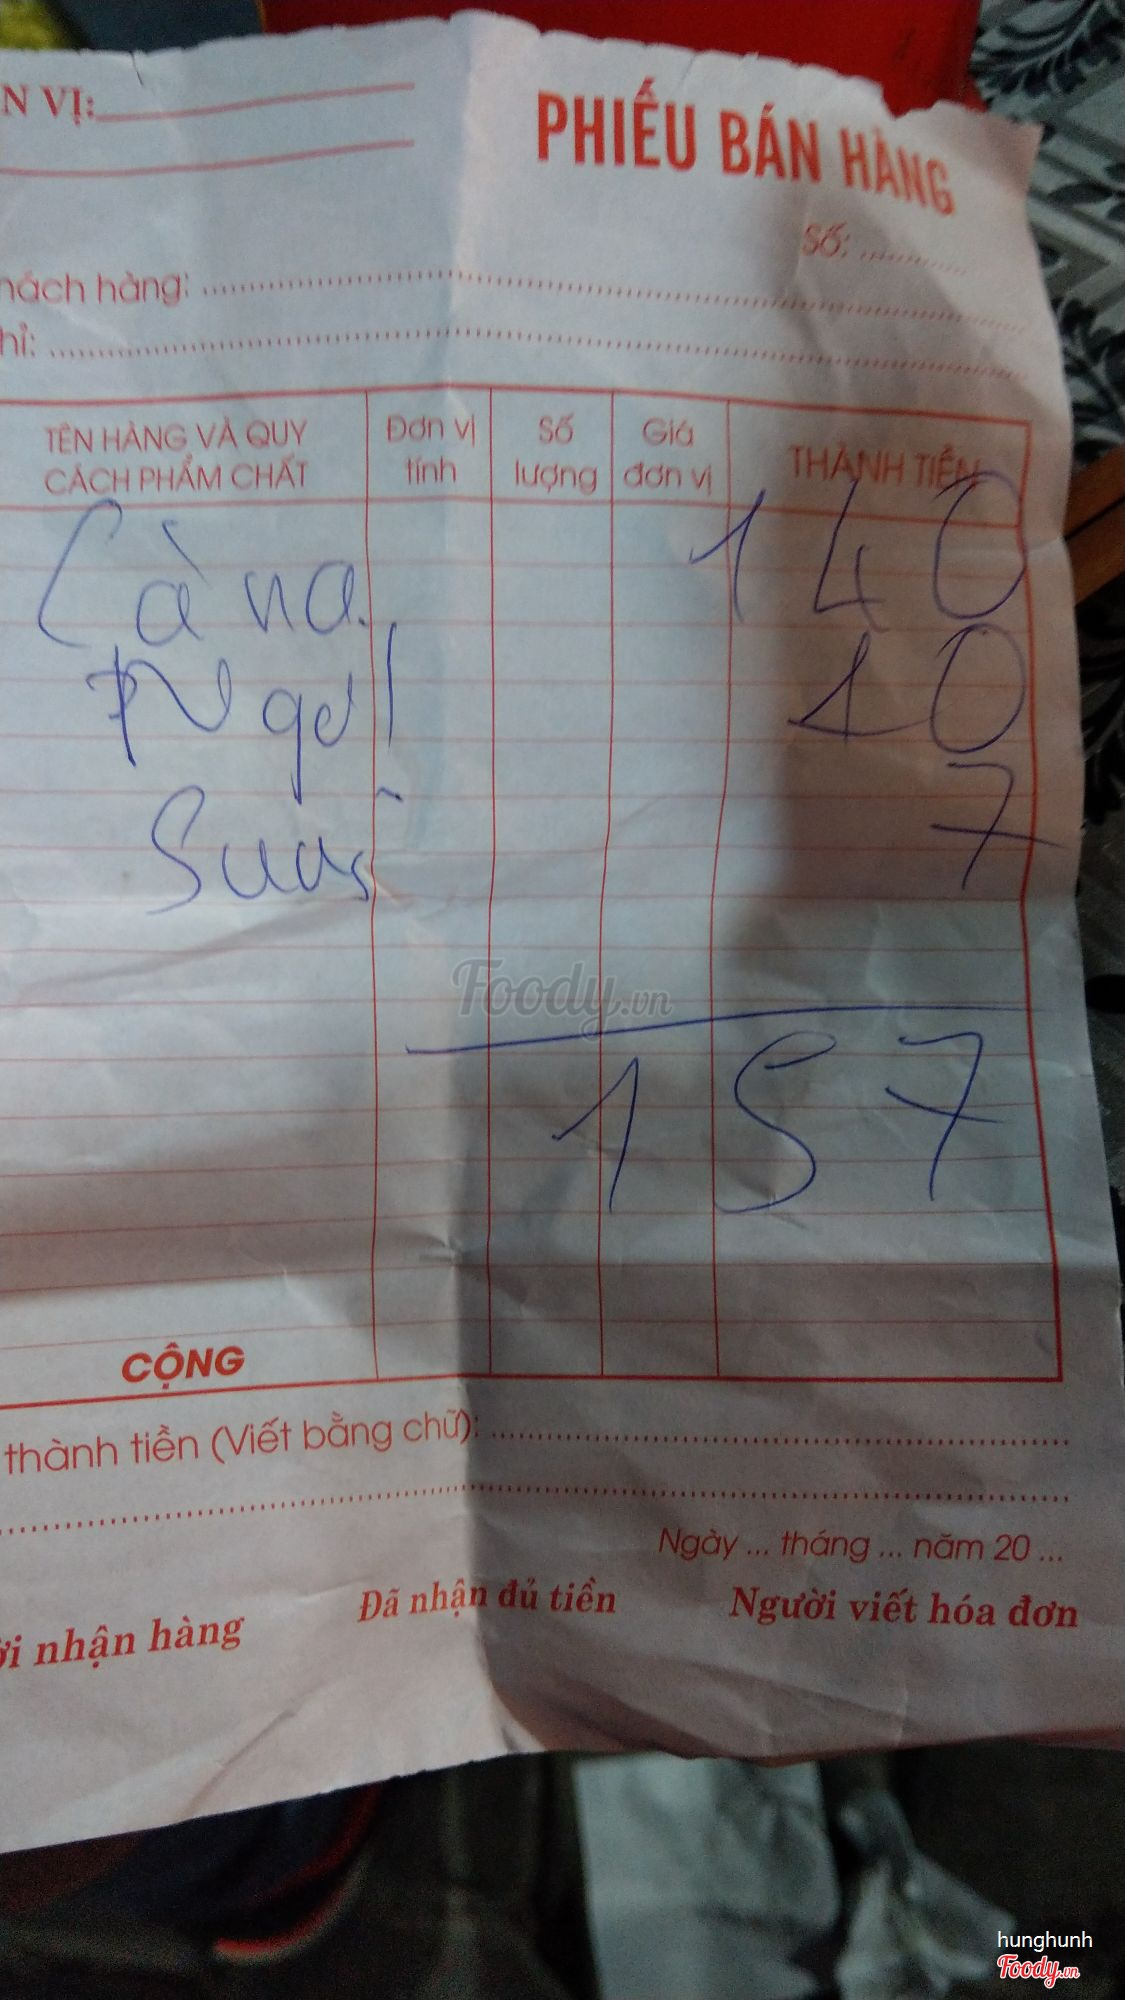 N VỊ:
PHIẾU BÁN HÀNG
Số: ...........
hách hàng: ...........
hỉ: ...........
TÊN HÀNG VÀ QUY CÁCH PHẨM CHẤT
Đơn vị tính
Số lượng
Giá đơn vị
THÀNH TIỀN
Cà na 140
10
7
Foody.vn
157
CỘNG
thành tiền (Viết bằng chữ): ...........
Ngày ... tháng ... năm 20 ...
ời nhận hàng
Đã nhận đủ tiền
Người viết hóa đơn
hunghunh
Foody.vn